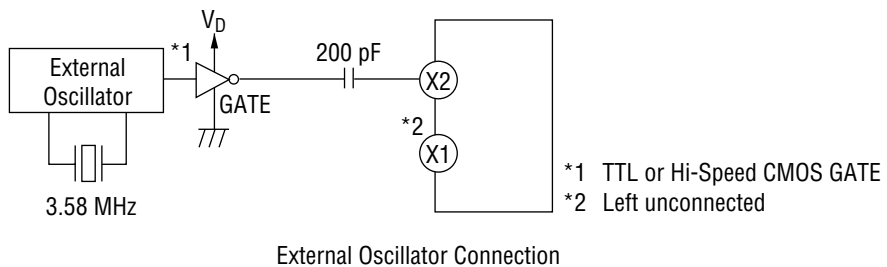 V_D
*1
200 pF
External
Oscillator
X2
GATE
*2
X1
*1 TTL or Hi-Speed CMOS GATE
*2 Left unconnected
3.58 MHz
External Oscillator Connection